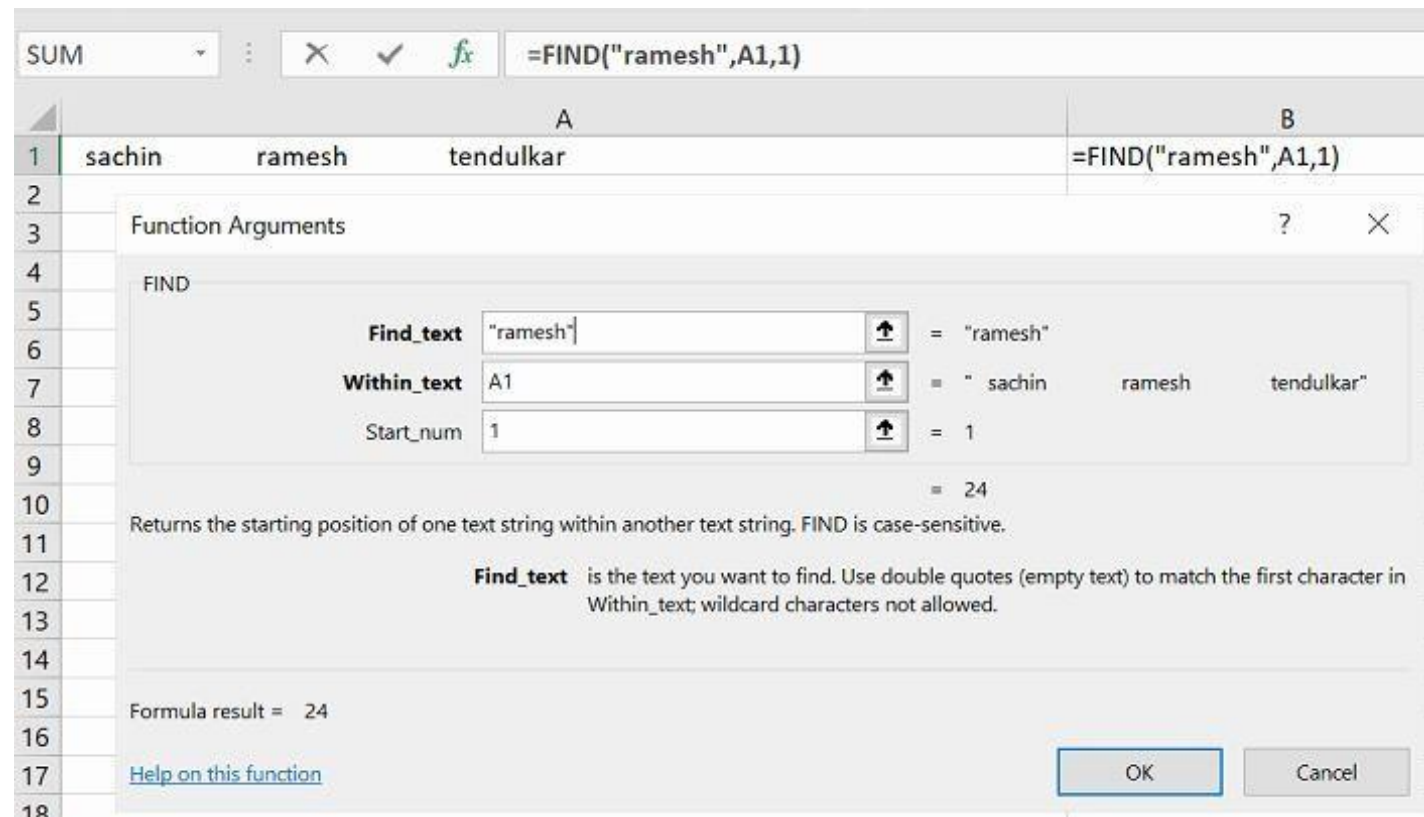 SUM fx =FIND("ramesh",A1,1)
A B
1 sachin ramesh tendulkar =FIND("ramesh",A1,1)
2
3 Function Arguments ? 
4
FIND
5
Find_text "ramesh" = "ramesh"
6
7 Within_text A1 = " sachin ramesh tendulkar"
8 Start_num 1 = 1
9
= 24
10
Returns the starting position of one text string within another text string. FIND is case-sensitive.
11
12 Find_text is the text you want to find. Use double quotes (empty text) to match the first character in
Within_text; wildcard characters not allowed.
13
14
15
Formula result = 24
16
17 Help on this function OK Cancel
18